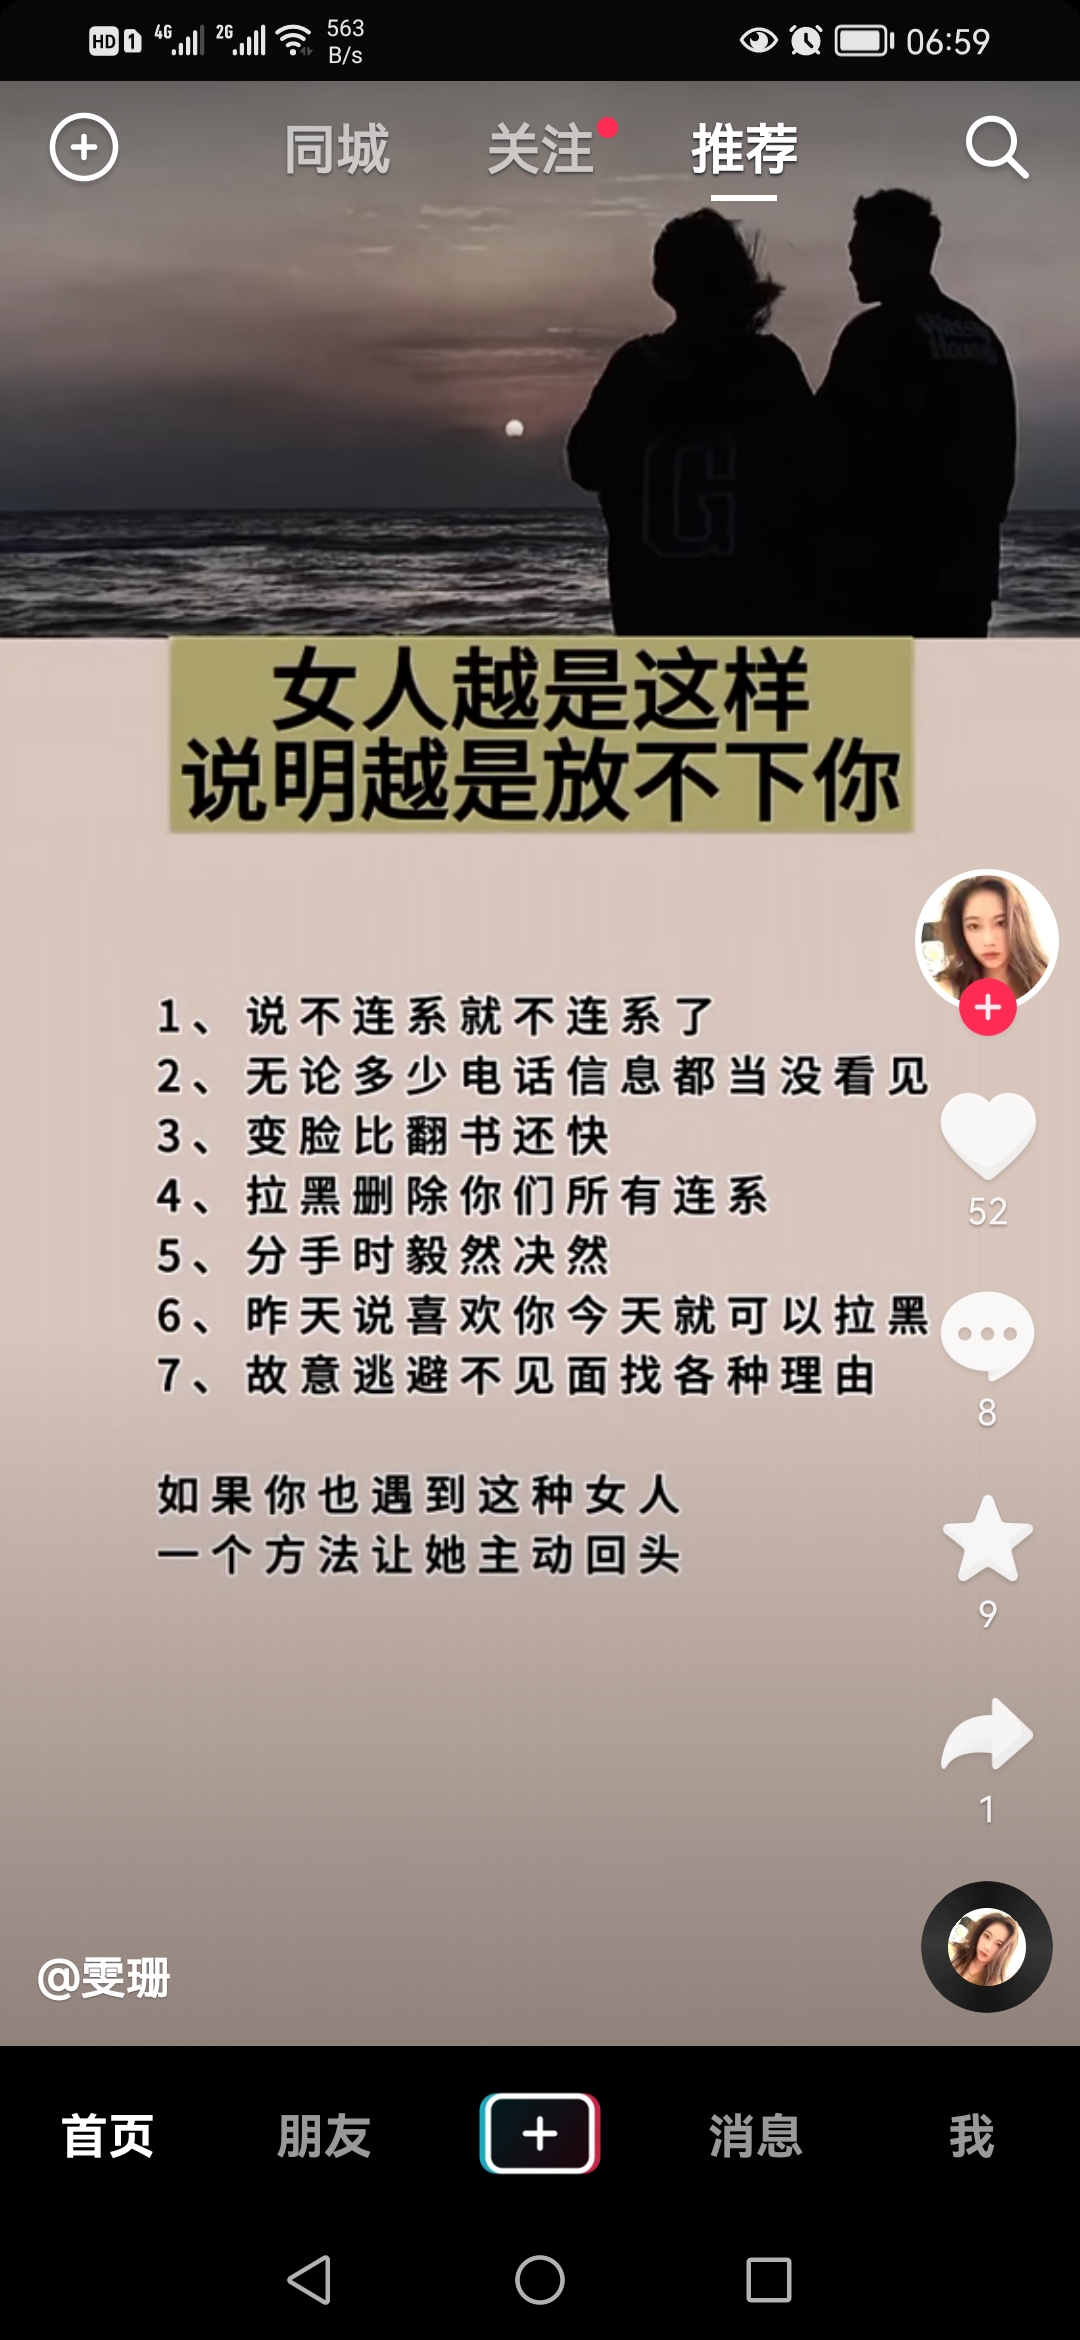 HD 1 4G 2G 563 B/s 06:59
同城 关注 推荐
G
女人越是这样
说明越是放不下你
1、说不连系就不连系了
2、无论多少电话信息都当没看见
3、变脸比翻书还快
4、拉黑删除你们所有连系
5、分手时毅然决然
6、昨天说喜欢你今天就可以拉黑
7、故意逃避不见面找各种理由
如果你也遇到这种女人
一个方法让她主动回头
52
8
9
1
@雯珊
首页 朋友 消息 我